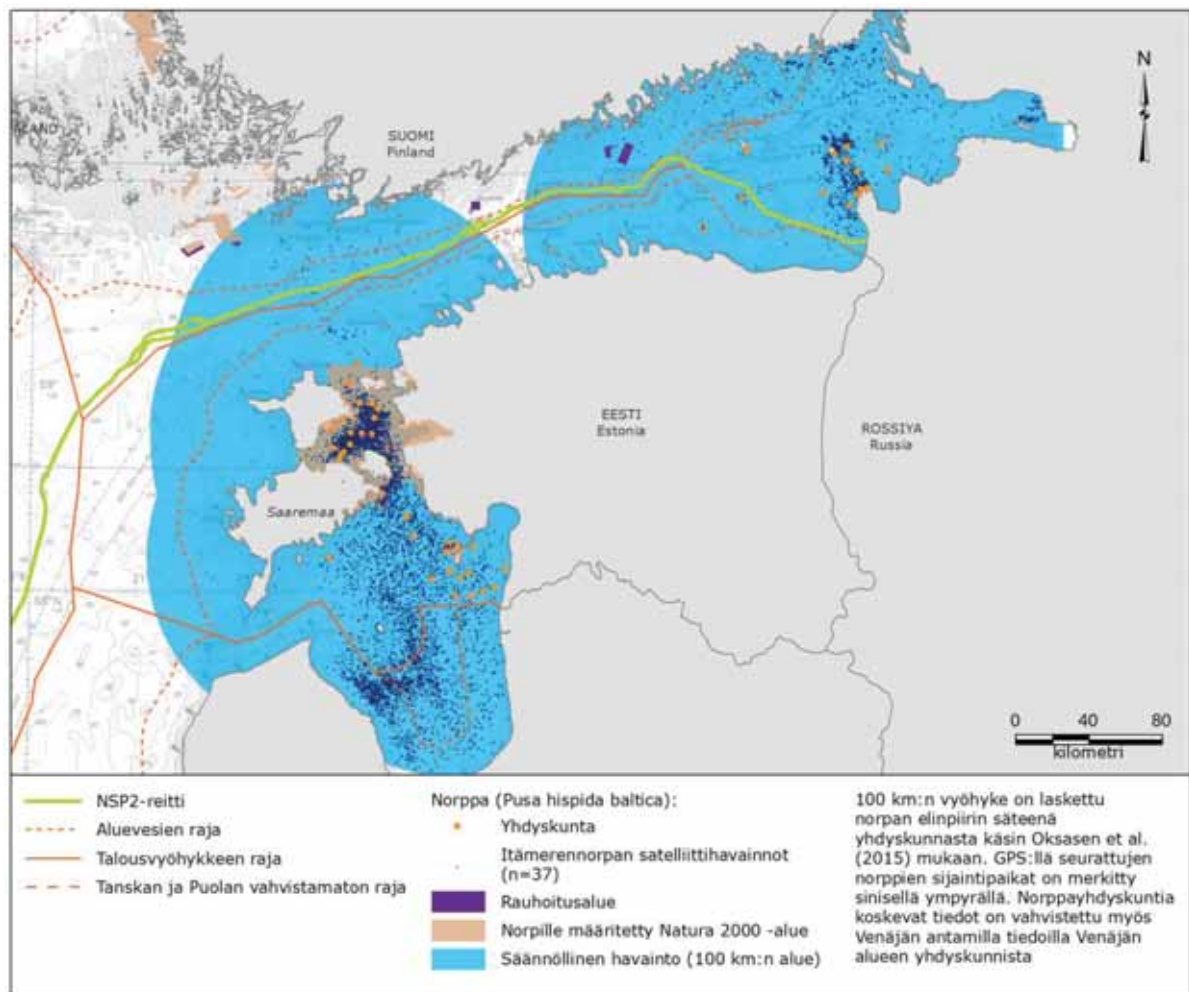 N
ÅLAND
SUOMI
Finland
EESTI
Estonia
ROSSIYA
Russia
Saaremaa
0 40 80
kilometri
NSP2-reitti
Aluevesien raja
Talousvyöhykkeen raja
Tanskan ja Puolan vahvistamaton raja
Norppa (Pusa hispida baltica):
Yhdyskunta
Itämerennorpan satelliittihavainnot
(n=37)
Rauhoitusalue
Norpille määritetty Natura 2000 -alue
Säännöllinen havainto (100 km:n alue)
100 km:n vyöhyke on laskettu
norpan elinpiirin säteenä
yhdyskunnasta käsin Oksasen et al.
(2015) mukaan. GPS:llä seurattujen
norppien sijaintipaikat on merkitty
sinisellä ympyrällä. Norppayhdyskuntia
koskevat tiedot on vahvistettu myös
Venäjän antamilla tiedoilla Venäjän
alueen yhdyskunnista